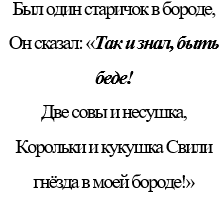 Был один старичок в бороде,
Он сказал: «Так и знал, быть
беде!
Две совы и несушка,
Корольки и кукушка Свили
гнёзда в моей бороде!»